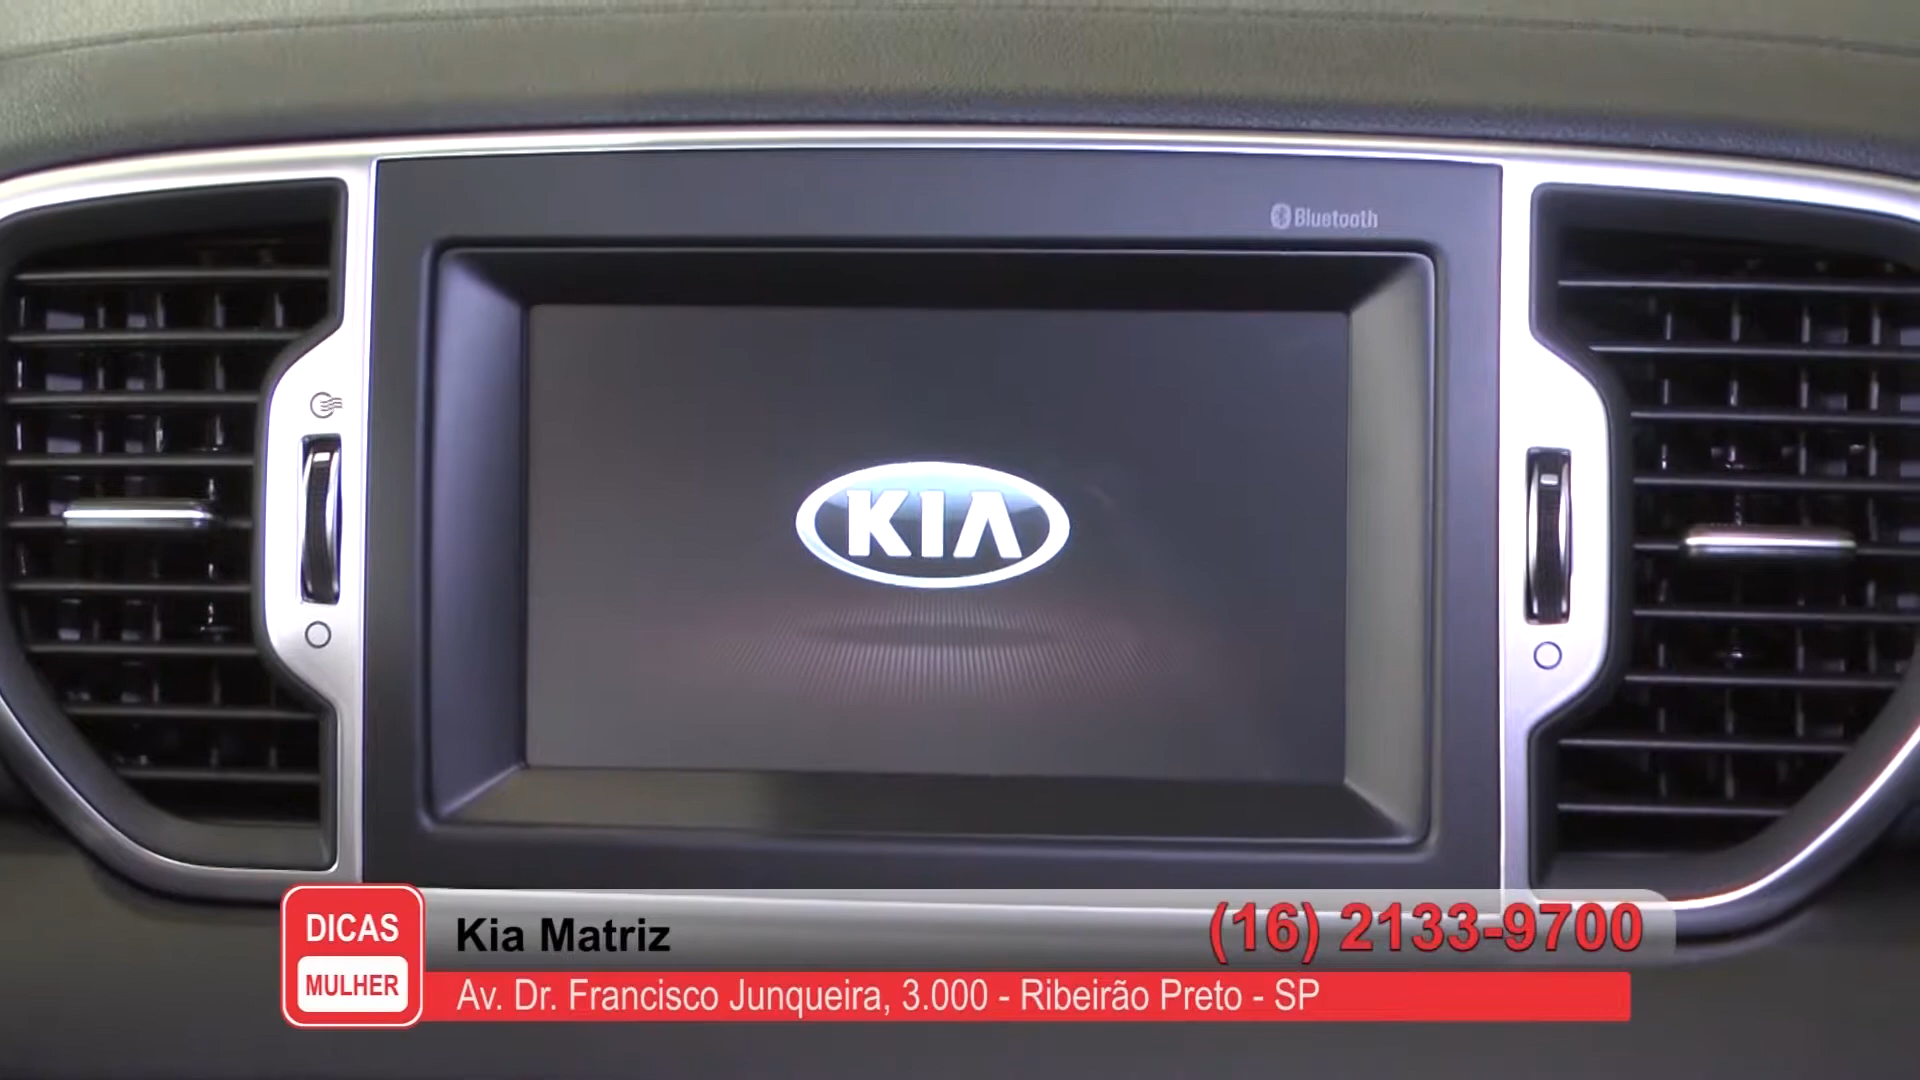 Bluetooth
KIA
DICAS
MULHER
Kia Matriz
(16) 2133-9700
Av. Dr. Francisco Junqueira, 3.000 - Ribeirão Preto - SP